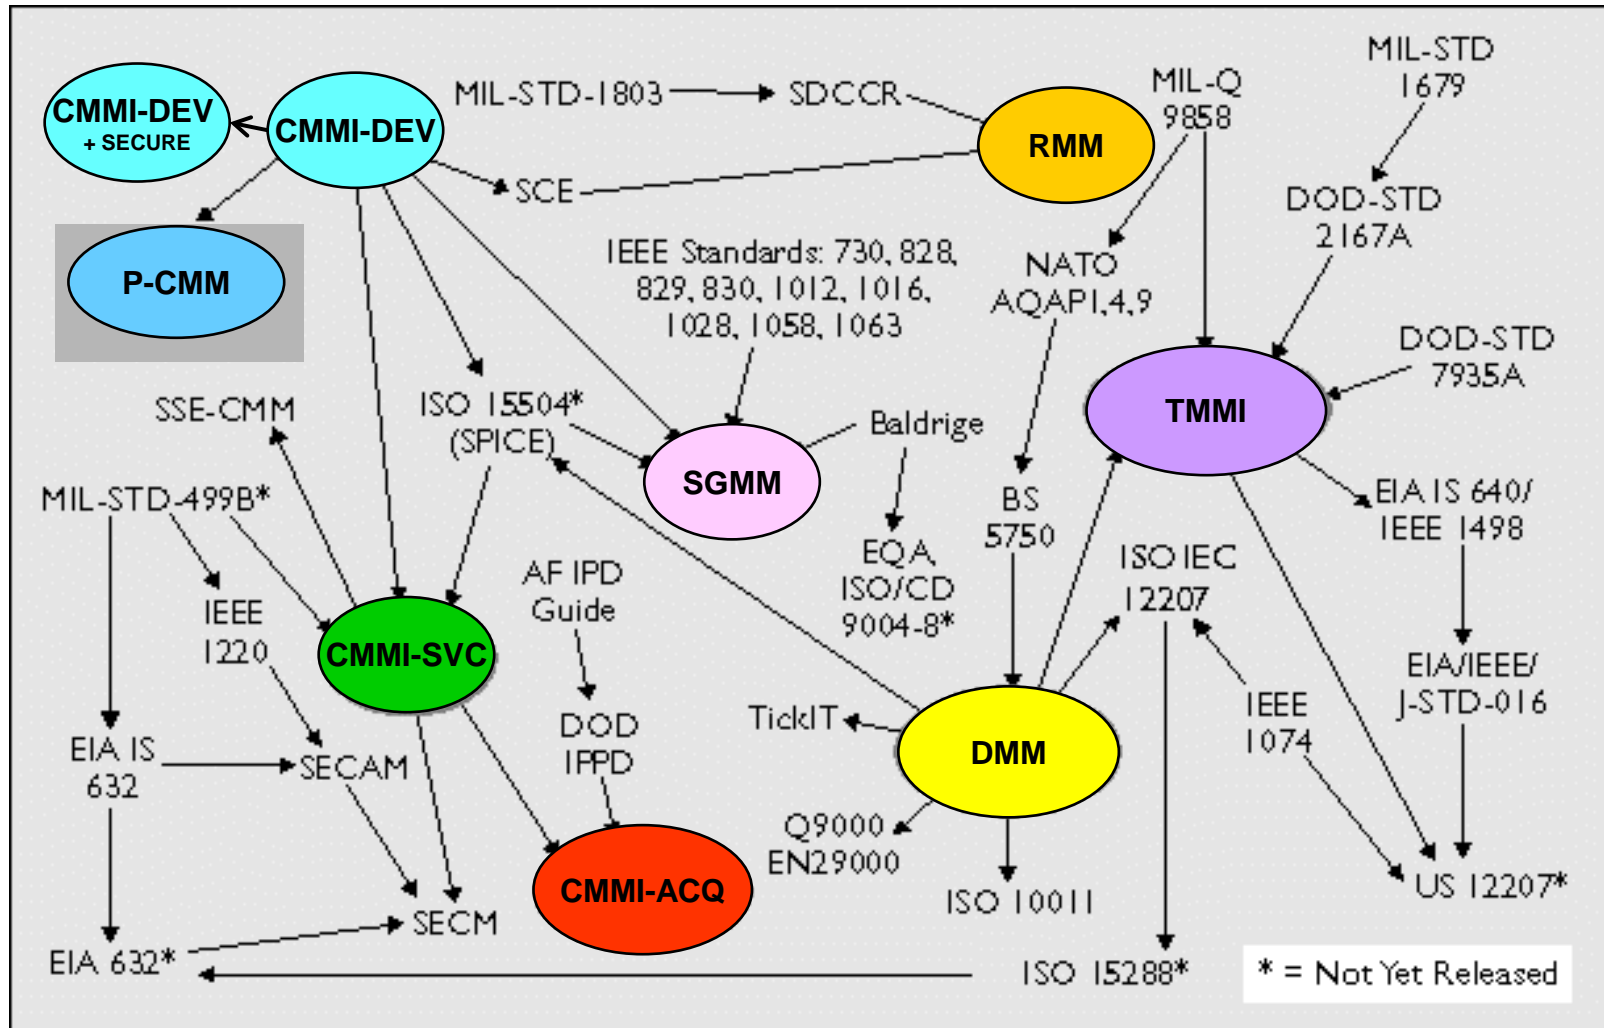 CMMI-DEV
+ SECURE
CMMI-DEV
MIL-STD-1803
SDCCR
RMM
MIL-Q
9858
MIL-STD
1679
SCE
DOD-STD
2167A
P-CMM
IEEE Standards: 730, 828,
829, 830, 1012, 1016,
1028, 1058, 1063
NATO
AQAP1,4,9
DOD-STD
7935A
SSE-CMM
ISO 15504*
(SPICE)
Baldrige
TMMI
SGMM
MIL-STD-499B*
BS
5750
EIA IS 640/
IEEE 1498
EQA
ISO/CD
9004-8*
ISO IEC
12207
AF IPD
Guide
IEEE
1220
CMMI-SVC
EIA/IEEE/
J-STD-016
TickIT
DOD
IPPD
IEEE
1074
EIA IS
632
SECAM
DMM
Q9000
EN29000
CMMI-ACQ
ISO 10011
US 12207*
SECM
EIA 632*
ISO 15288*
* = Not Yet Released